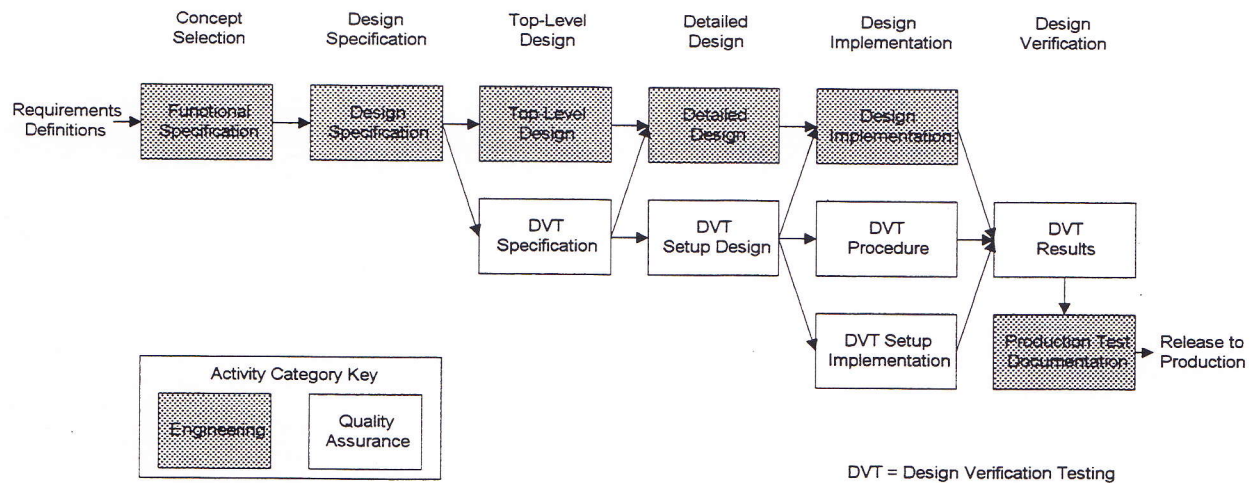 Concept
Selection
Design
Specification
Top-Level
Design
Detailed
Design
Design
Implementation
Design
Verification
Requirements
Definitions
Functional
Specification
Design
Specification
Top-Level
Design
Detailed
Design
Design
Implementation
DVT
Specification
DVT
Setup Design
DVT
Procedure
DVT
Results
DVT Setup
Implementation
Production Test
Documentation
Release to
Production
Activity Category Key
Engineering
Quality
Assurance
DVT = Design Verification Testing